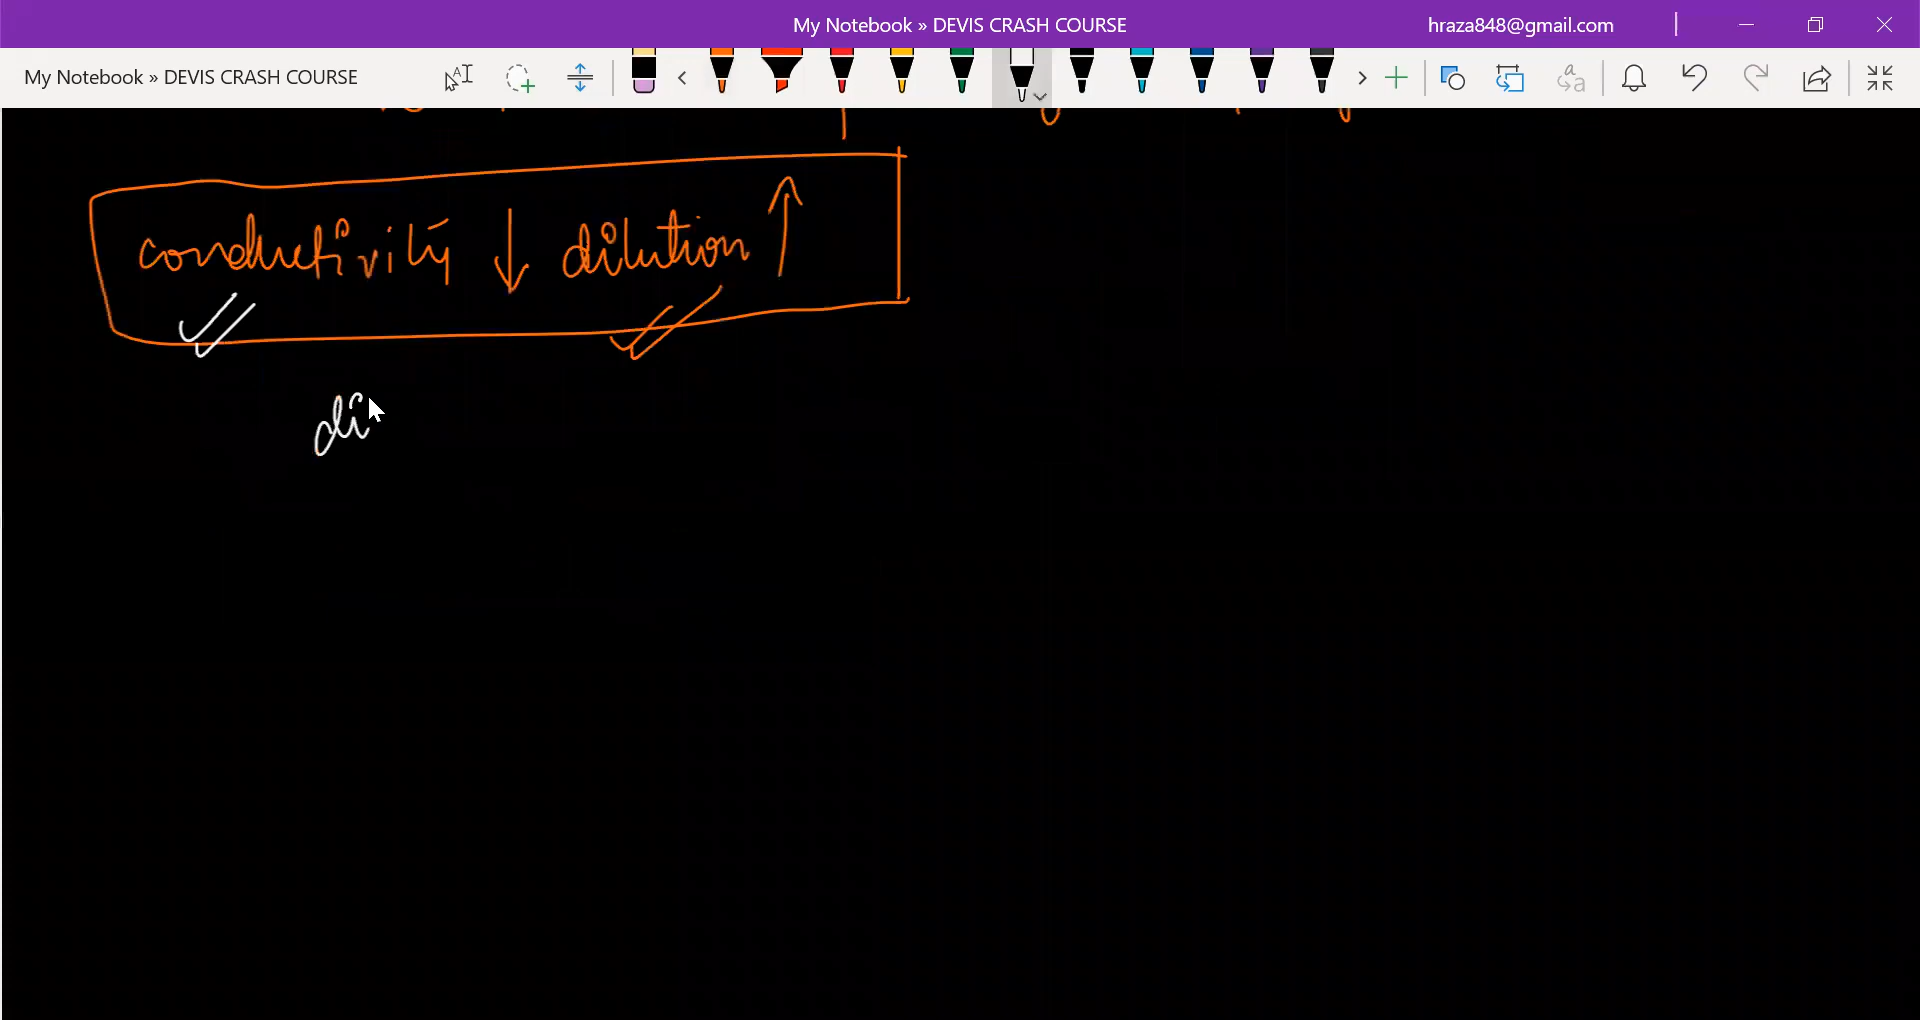 My Notebook » DEVIS CRASH COURSE
hraza848@gmail.com
My Notebook » DEVIS CRASH COURSE
conductivity ↓ dilution ↑
di